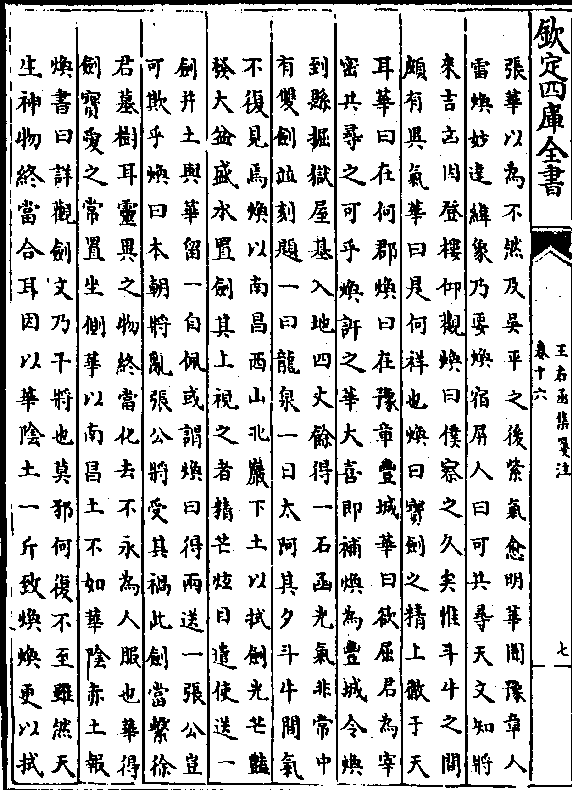 欽定四庫全書
王右丞集箋注
卷十六
七
張華以為不然及吳平之後紫氣愈明華聞豫章人
雷煥妙達緯象乃要煥宿屏人曰可共尋天文知將
來吉凶因登樓仰觀煥曰僕察之久矣惟斗牛之間
頗有異氣華曰是何祥也煥曰寶劍之精上徹于天
耳華曰在何郡煥曰在豫章豐城華曰欲屈君為宰
密共尋之可乎煥許之華大喜即補煥為豐城令煥
到縣掘獄屋基入地四丈餘得一石函光氣非常中
有雙劍並刻題一曰龍泉一曰太阿其夕斗牛間氣
不復見焉煥以南昌西山北巖下土以拭劍光芒豔
發大盆盛水置劍其上視之者精芒炫目遣使送一
劍并土與華留一自佩或謂煥曰得兩送一張公豈
可欺乎煥曰本朝將亂張公將受其禍此劍當繫徐
君墓樹耳靈異之物終當化去不永為人服也華得
劍寶愛之常置坐側華以南昌土不如華陰赤土報
煥書曰詳觀劍文乃干將也莫邪何復不至雖然天
生神物終當合耳因以華陰土一斤致煥煥更以拭